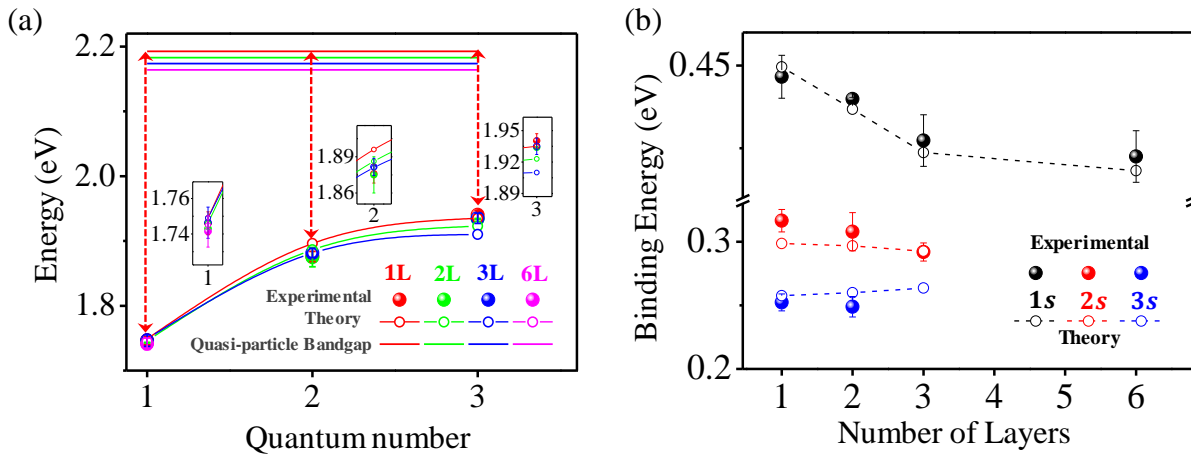 (a)
2.2
2.0
1.8
Energy (eV)
1.76
1.74
1
1.89
1.86
2
1.95
1.92
1.89
3
1L 2L 3L 6L
Experimental
Theory
Quasi-particle Bandgap
1 2 3
Quantum number
(b)
0.45
0.3
0.2
Binding Energy (eV)
Experimental
1s 2s 3s
Theory
1 2 3 4 5 6
Number of Layers